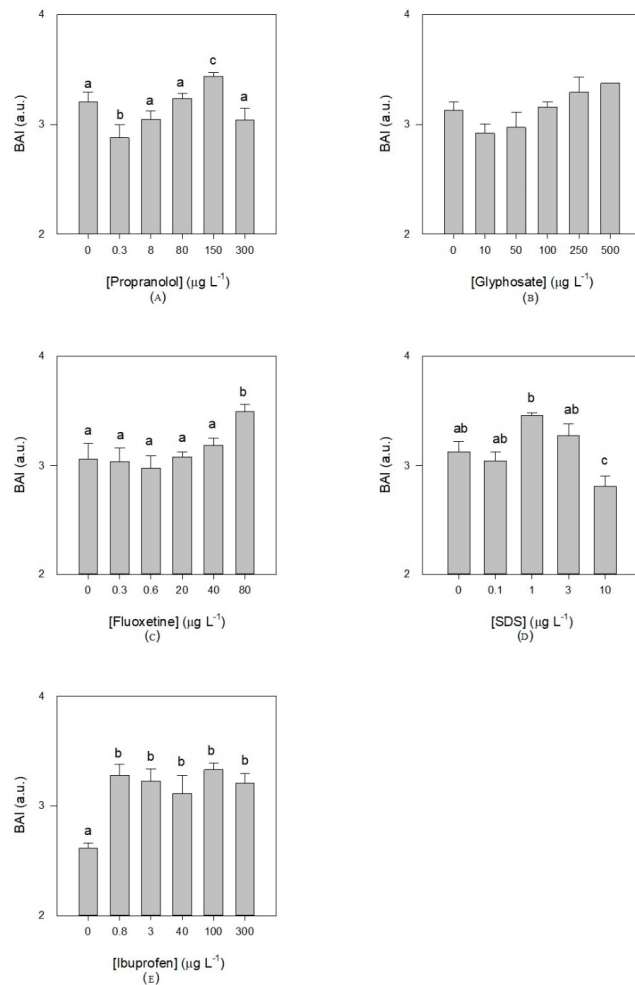 4
3
2
BAI (a.u.)
a b a a c a
0 0.3 8 80 150 300
[Propranolol] (μg L⁻¹)
(A)
4
3
2
BAI (a.u.)
0 10 50 100 250 500
[Glyphosate] (μg L⁻¹)
(B)
4
3
2
BAI (a.u.)
a a a a a b
0 0.3 0.6 20 40 80
[Fluoxetine] (μg L⁻¹)
(C)
4
3
2
BAI (a.u.)
ab ab b ab c
0 0.1 1 3 10
[SDS] (μg L⁻¹)
(D)
4
3
2
BAI (a.u.)
a b b b b b
0 0.8 3 40 100 300
[Ibuprofen] (μg L⁻¹)
(E)